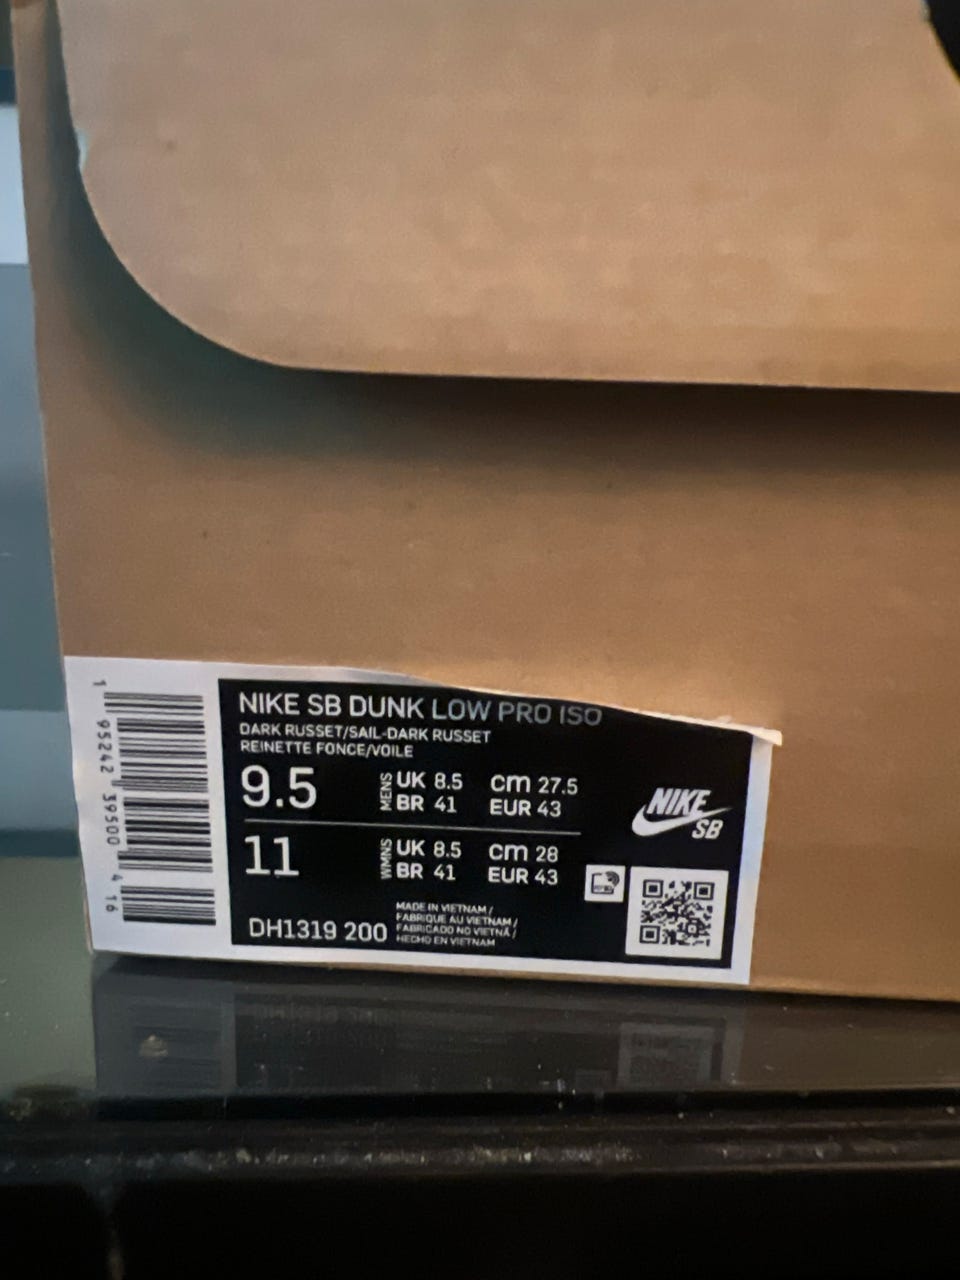 NIKE SB DUNK LOW PRO ISO
DARK RUSSET/SAIL-DARK RUSSET
REINETTE FONCE/VOILE
9.5 MENS UK 8.5 cm 27.5
BR 41 EUR 43
11 WMNS UK 8.5 cm 28
BR 41 EUR 43
NIKE
SB
DH1319 200
MADE IN VIETNAM /
FABRIQUE AU VIETNAM /
FABRICADO NO VIETNÃ /
HECHO EN VIETNAM
1 95242 39500 4 16